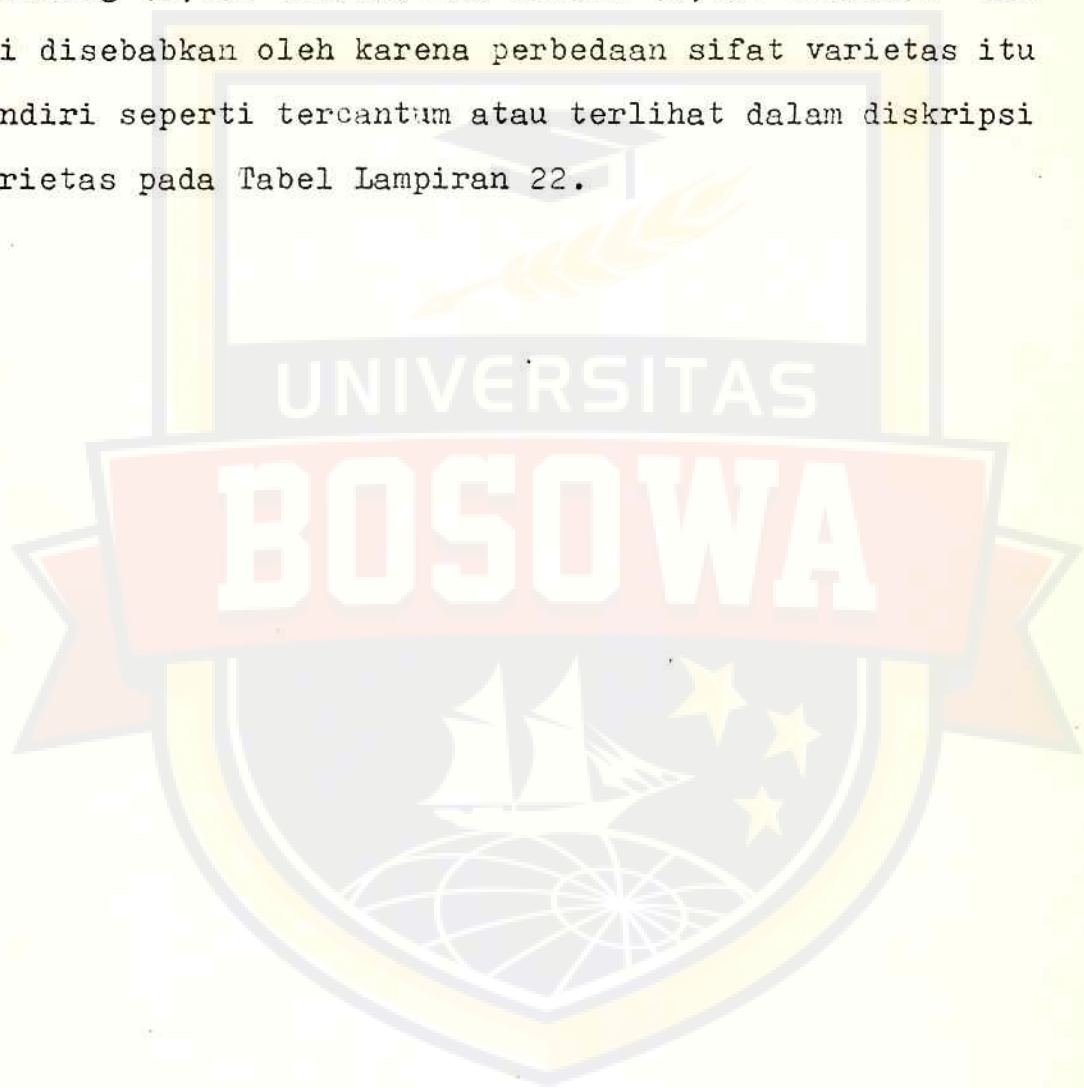 i disebabkan oleh karena perbedaan sifat varietas itu
ndiri seperti tercantum atau terlihat dalam diskripsi
rietas pada Tabel Lampiran 22.
UNIVERSITAS
BOSOWA